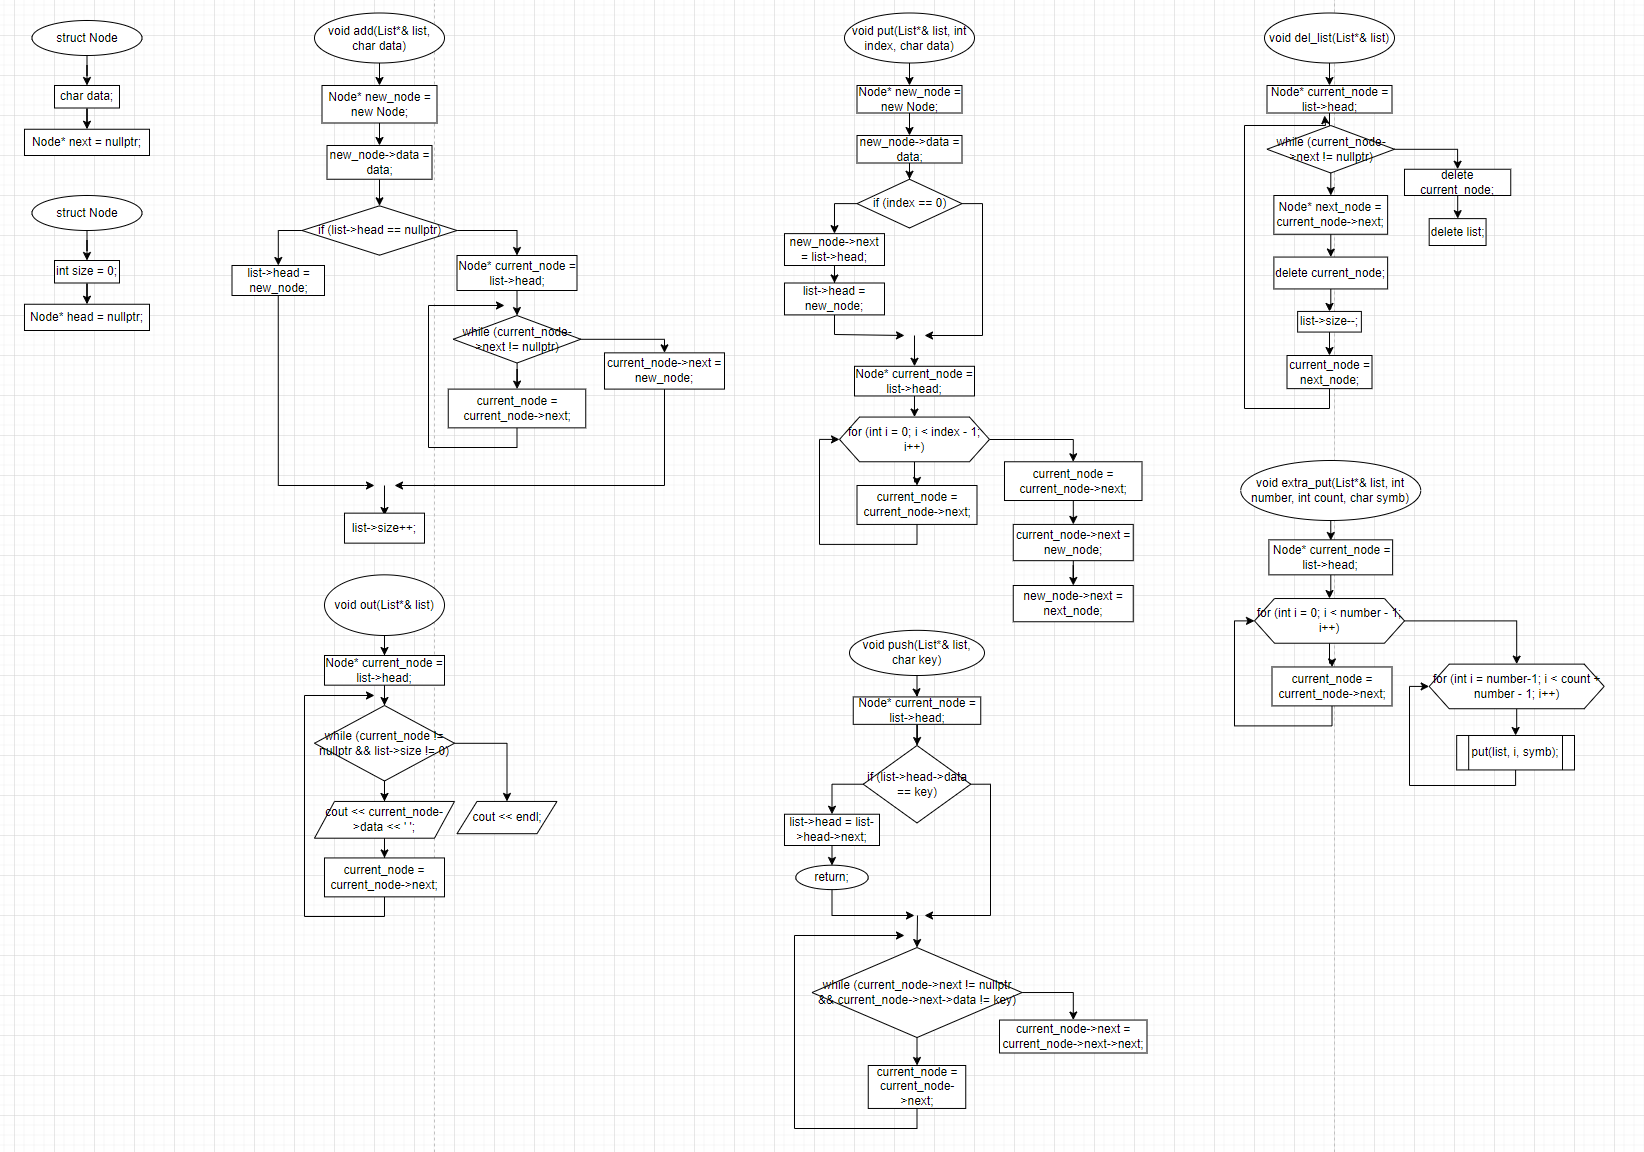 struct Node
char data;
Node* next = nullptr;
struct Node
int size = 0;
Node* head = nullptr;
void add(List*& list,
char data)
Node* new_node =
new Node;
new_node->data =
data;
if (list->head == nullptr)
list->head =
new_node;
Node* current_node =
list->head;
while (current_node-
>next != nullptr)
current_node->next =
new_node;
current_node =
current_node->next;
list->size++;
void out(List*& list)
Node* current_node =
list->head;
while (current_node !=
nullptr && list->size != 0)
cout << current_node-
>data << ' ';
cout << endl;
current_node =
current_node->next;
void put(List*& list, int
index, char data)
Node* new_node =
new Node;
new_node->data =
data;
if (index == 0)
new_node->next
= list->head;
list->head =
new_node;
Node* current_node =
list->head;
for (int i = 0; i < index - 1;
i++)
current_node =
current_node->next;
current_node =
current_node->next;
current_node->next =
new_node;
new_node->next =
next_node;
void push(List*& list,
char key)
Node* current_node =
list->head;
if (list->head->data
== key)
list->head = list-
>head->next;
return;
while (current_node->next != nullptr
&& current_node->next->data != key)
current_node->next =
current_node->next->next;
current_node =
current_node-
>next;
void del_list(List*& list)
Node* current_node =
list->head;
while (current_node-
>next != nullptr)
delete
current_node;
delete list;
Node* next_node =
current_node->next;
delete current_node;
list->size--;
current_node =
next_node;
void extra_put(List*& list, int
number, int count, char symb)
Node* current_node =
list->head;
for (int i = 0; i < number - 1;
i++)
current_node =
current_node->next;
for (int i = number-1; i < count +
number - 1; i++)
put(list, i, symb);